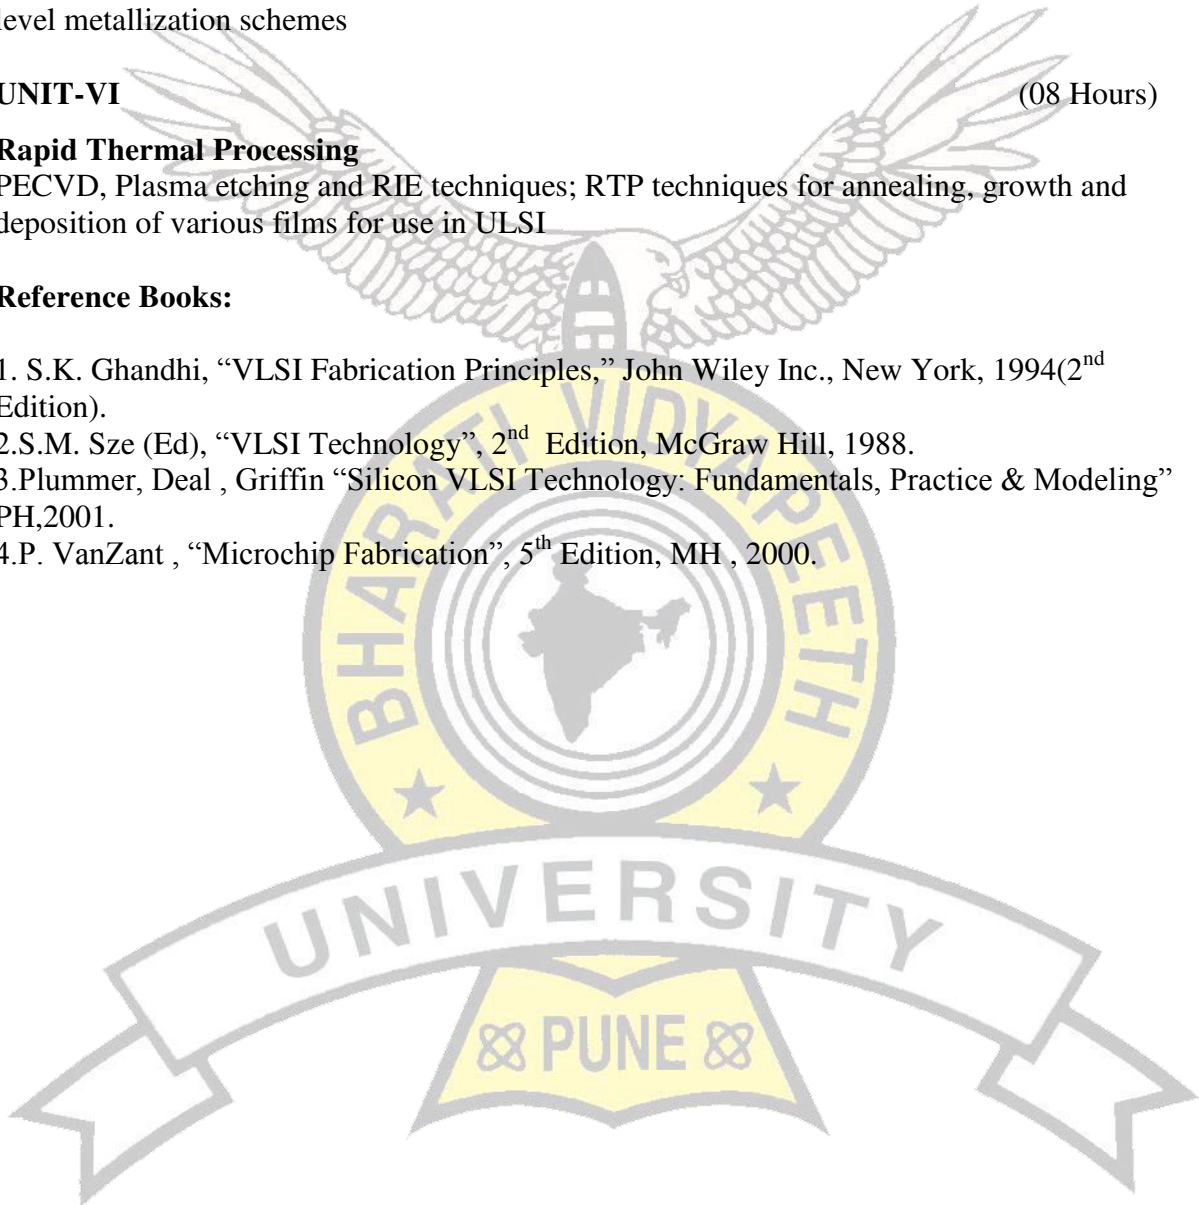 level metallization schemes
UNIT-VI (08 Hours)
Rapid Thermal Processing
PECVD, Plasma etching and RIE techniques; RTP techniques for annealing, growth and
deposition of various films for use in ULSI
Reference Books:
1. S.K. Ghandhi, “VLSI Fabrication Principles,” John Wiley Inc., New York, 1994(2nd
Edition).
2.S.M. Sze (Ed), “VLSI Technology”, 2nd Edition, McGraw Hill, 1988.
3.Plummer, Deal , Griffin “Silicon VLSI Technology: Fundamentals, Practice & Modeling”
PH,2001.
4.P. VanZant , “Microchip Fabrication”, 5th Edition, MH , 2000.
BHARATI VIDYAPEETH
UNIVERSITY
PUNE